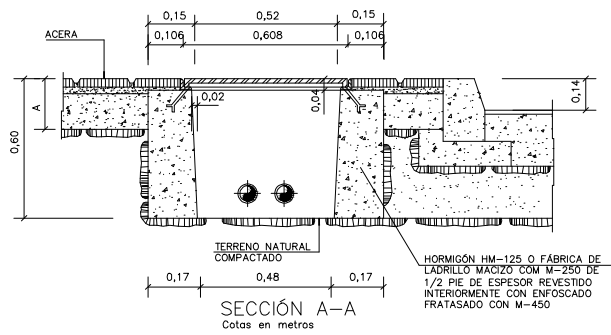 0,15 0,52 0,15
0,106 0,608 0,106
ACERA
A
0,60
0,02
0,04
0,14
TERRENO NATURAL
COMPACTADO
HORMIGÓN HM-125 O FÁBRICA DE
LADRILLO MACIZO COM M-250 DE
1/2 PIE DE ESPESOR REVESTIDO
INTERIORMENTE CON ENFOSCADO
FRATASADO CON M-450
0,17 0,48 0,17
SECCIÓN A-A
Cotas en metros